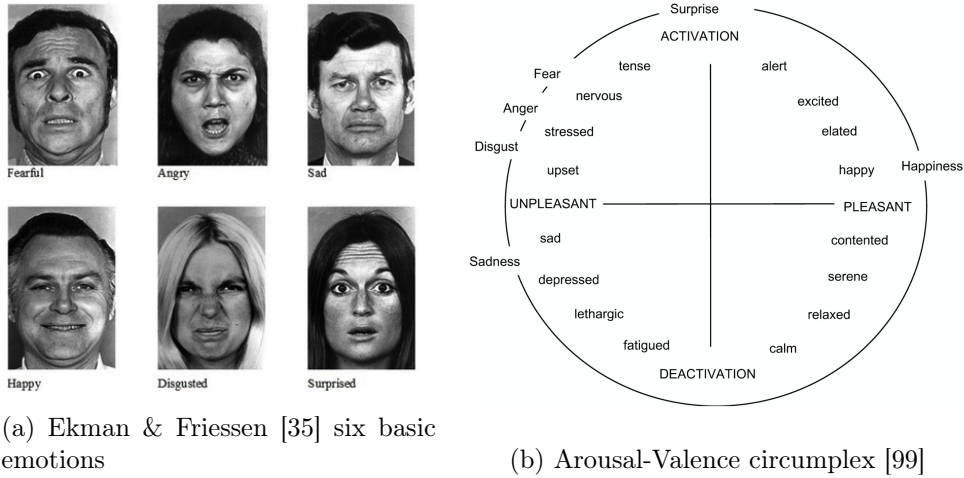 Fearful
Angry
Sad
Happy
Disgusted
Surprised
(a) Ekman & Friessen [35] six basic
emotions
Surprise
ACTIVATION
tense
alert
Fear
nervous
excited
Anger
stressed
elated
Disgust
upset
happy
Happiness
UNPLEASANT
PLEASANT
sad
contented
Sadness
depressed
serene
lethargic
relaxed
fatigued
calm
DEACTIVATION
(b) Arousal-Valence circumplex [99]